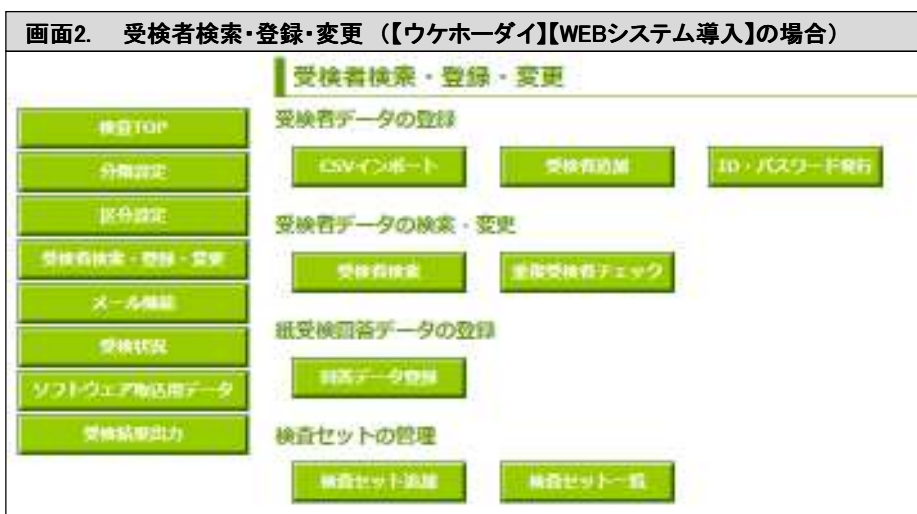 画面2. 受検者検索・登録・変更 (【ウケホーダイ】【WEBシステム導入】の場合)
受検者検索・登録・変更
検査TOP
分類設定
区分設定
受検者検索・登録・変更
メール機能
受検状況
ソフトウェア取込用データ
受検結果出力
受検者データの登録
CSVインポート
受検者追加
ID・パスワード発行
受検者データの検索・変更
受検者検索
重複受検者チェック
紙受検回答データの登録
回答データ登録
検査セットの管理
検査セット追加
検査セット一覧